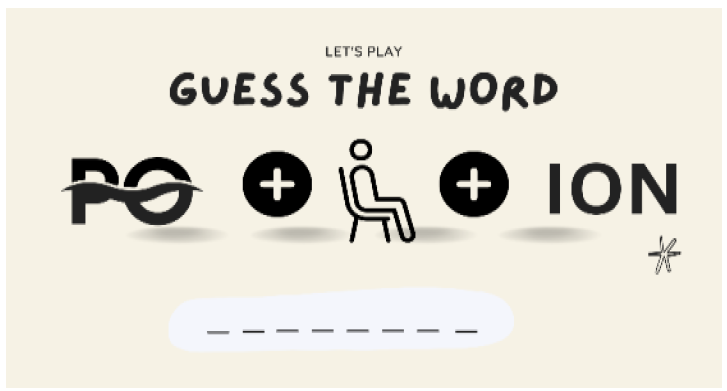 LET'S PLAY
GUESS THE WORD
PO + + ION